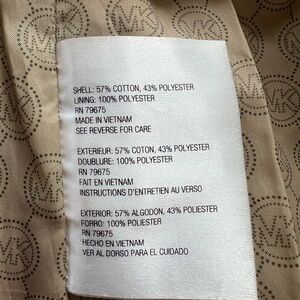 SHELL: 57% COTTON, 43% POLYESTER
LINING: 100% POLYESTER
RN 79675
MADE IN VIETNAM
SEE REVERSE FOR CARE
EXTERIEUR: 57% COTON, 43% POLYESTER
DOUBLURE: 100% POLYESTER
RN 79675
FAIT EN VIETNAM
INSTRUCTIONS D'ENTRETIEN AU VERSO
EXTERIOR: 57% ALGODON, 43% POLIESTER
FORRO: 100% POLIESTER
RN 79675
HECHO EN VIETNAM
VER AL DORSO PARA EL CUIDADO
MK